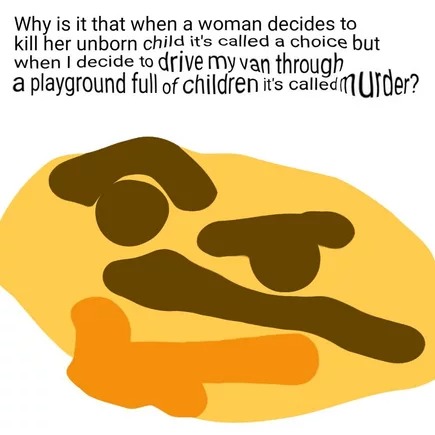 Why is it that when a woman decides to
kill her unborn child it's called a choice but
when I decide to drive my van through
a playground full of children it's called murder?